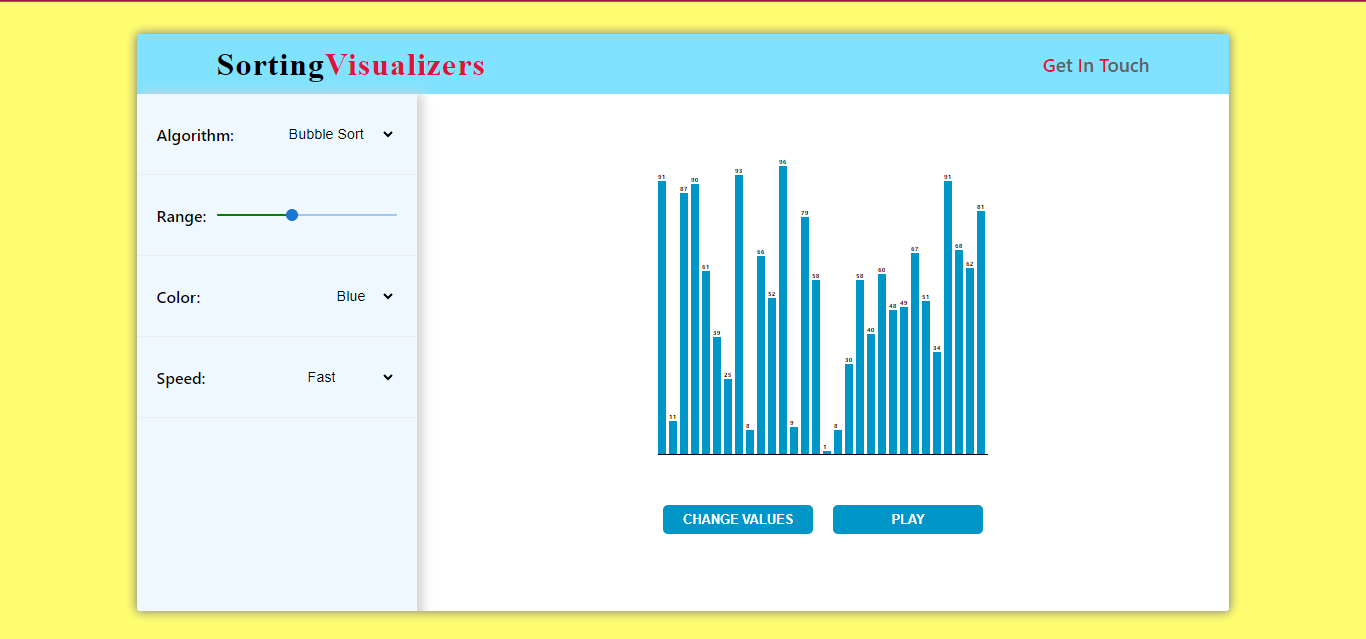 SortingVisualizers
Get In Touch
Algorithm: Bubble Sort
Range:
Color: Blue
Speed: Fast
91 11 87 90 61 39 25 93 8 66 52 96 9 79 58 1 8 30 58 40 60 48 49 67 51 34 91 68 62 81
CHANGE VALUES PLAY